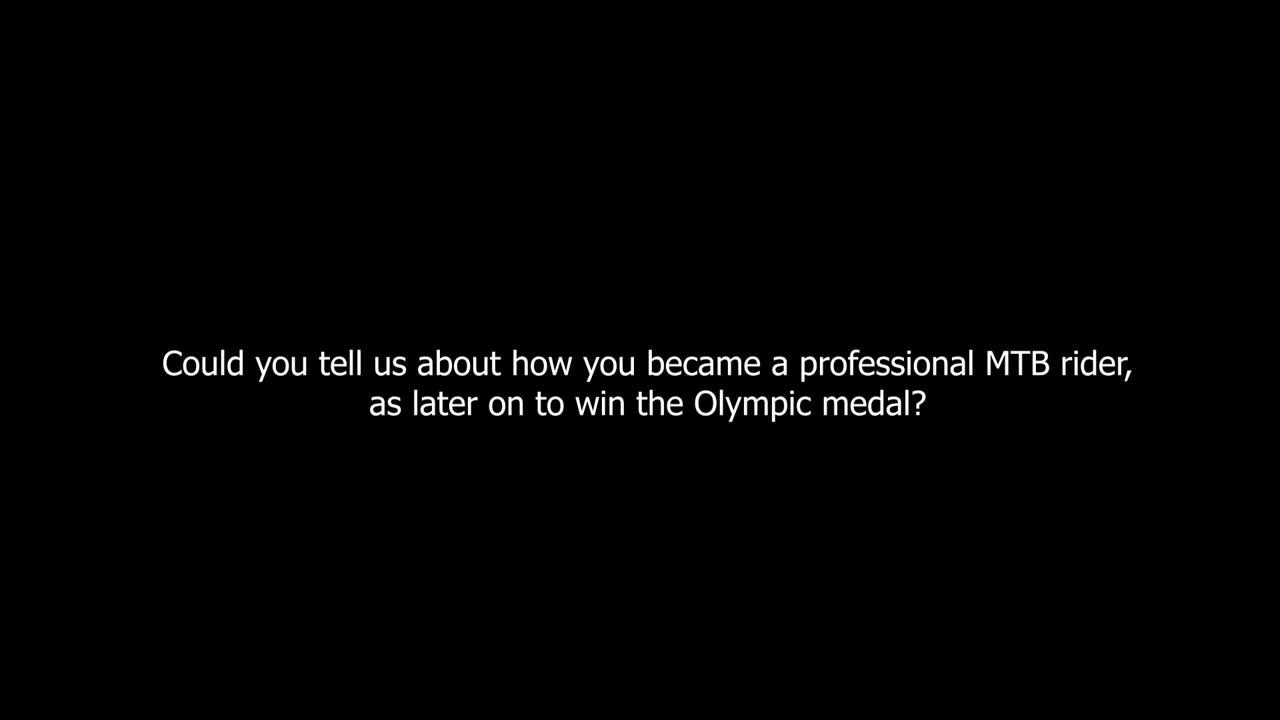 Could you tell us about how you became a professional MTB rider,
as later on to win the Olympic medal?